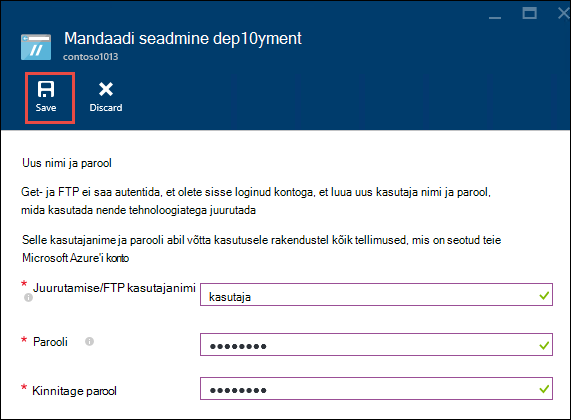 Mandaadi seadmine dep10yment
contoso1013
Save Discard
Uus nimi ja parool
Get- ja FTP ei saa autentida, et olete sisse loginud kontoga, et luua uus kasutaja nimi ja parool,
mida kasutada nende tehnoloogiatega juurutada
Selle kasutajanime ja parooli abil võtta kasutusele rakendustel kõik tellimused, mis on seotud teie
Microsoft Azure'i konto
* Juurutamise/FTP kasutajanimi
kasutaja
* Parooli
* Kinnitage parool